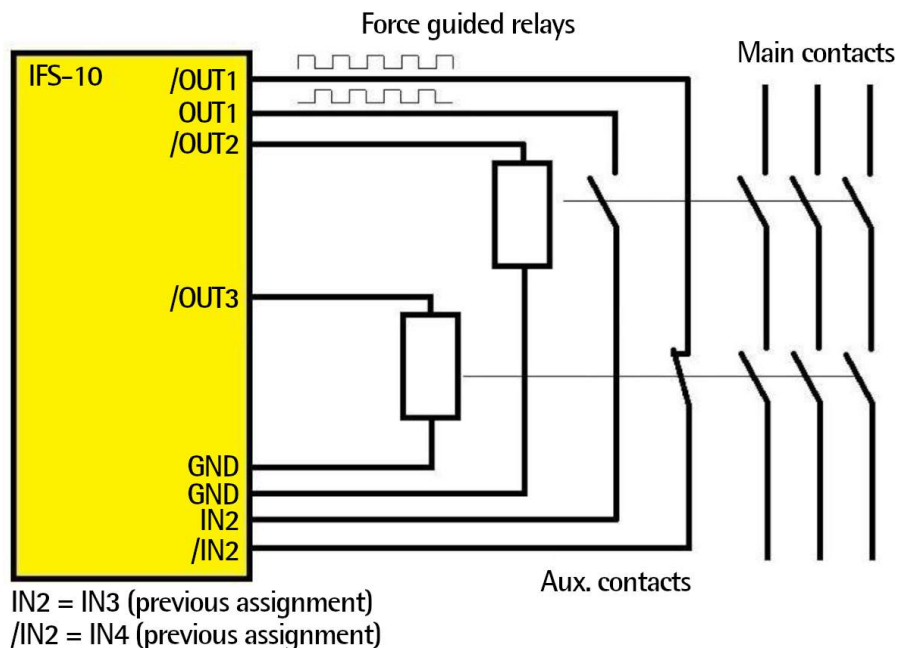 Force guided relays
Main contacts
IFS-10
/OUT1
OUT1
/OUT2
/OUT3
GND
GND
IN2
/IN2
Aux. contacts
IN2 = IN3 (previous assignment)
/IN2 = IN4 (previous assignment)